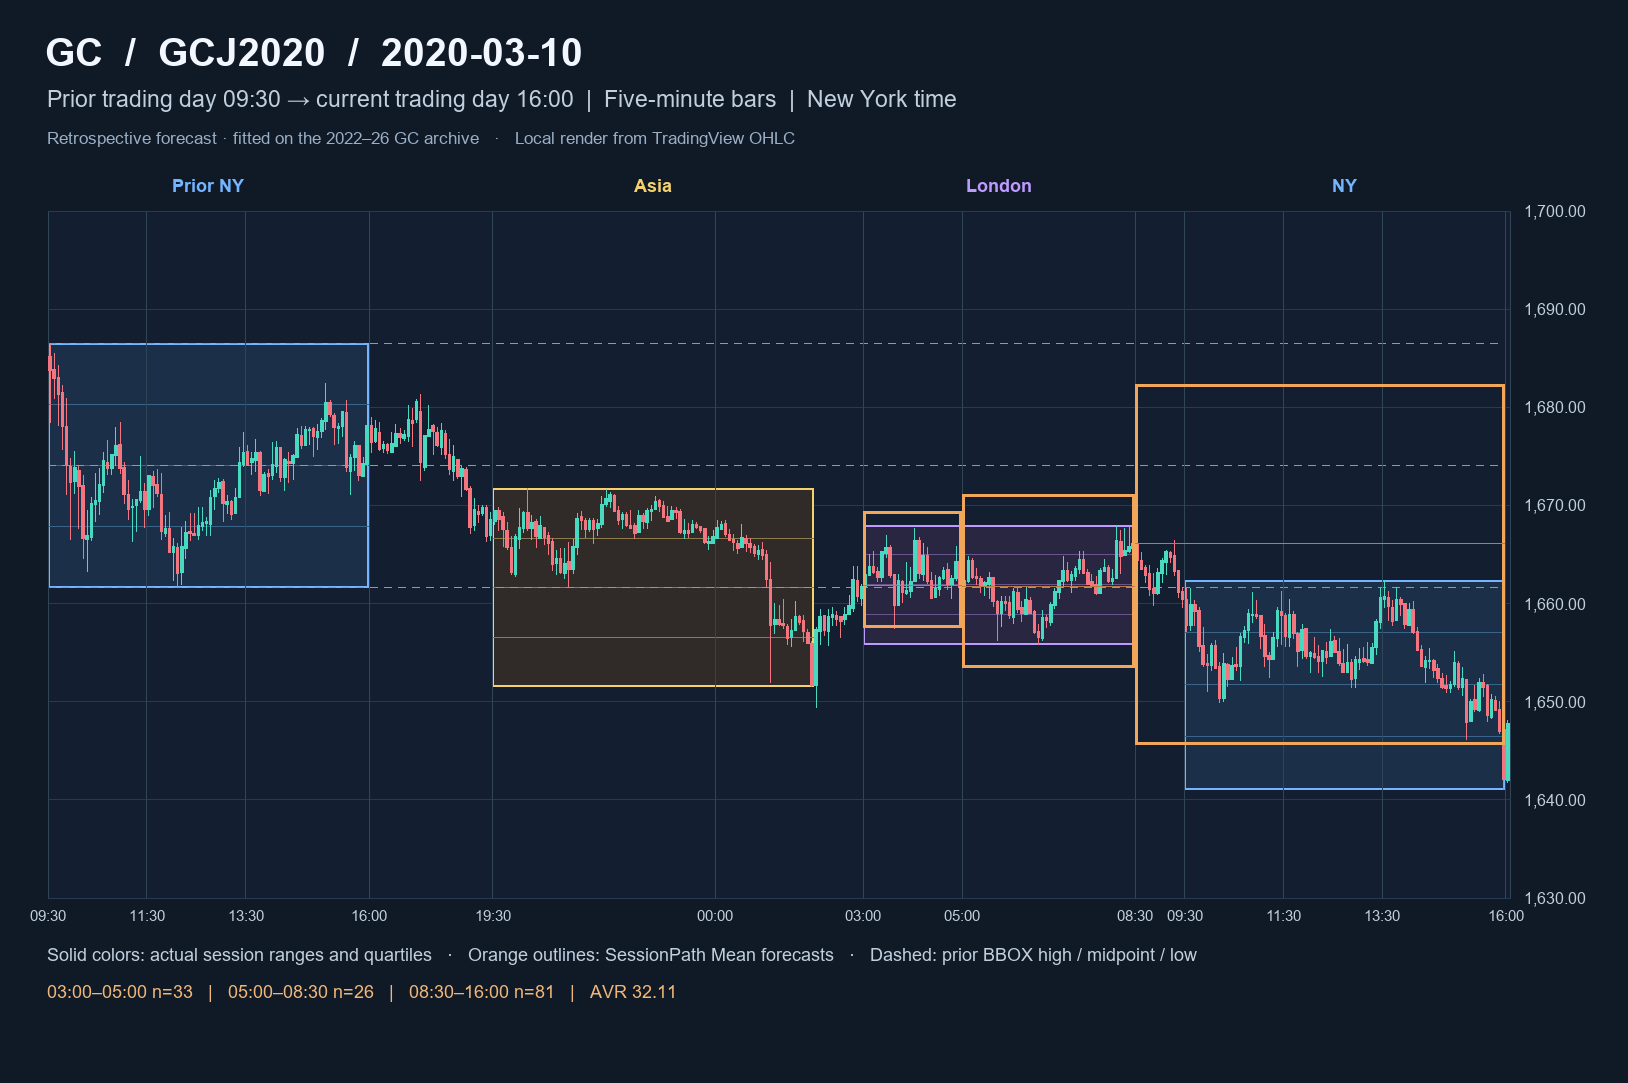 GC / GCJ2020 / 2020-03-10
Prior trading day 09:30 → current trading day 16:00 | Five-minute bars | New York time
Retrospective forecast · fitted on the 2022–26 GC archive · Local render from TradingView OHLC
Prior NY Asia London NY
1,700.00
1,690.00
1,680.00
1,670.00
1,660.00
1,650.00
1,640.00
1,630.00
09:30 11:30 13:30 16:00 19:30 00:00 03:00 05:00 08:30 09:30 11:30 13:30 16:00
Solid colors: actual session ranges and quartiles · Orange outlines: SessionPath Mean forecasts · Dashed: prior BBOX high / midpoint / low
03:00–05:00 n=33 | 05:00–08:30 n=26 | 08:30–16:00 n=81 | AVR 32.11